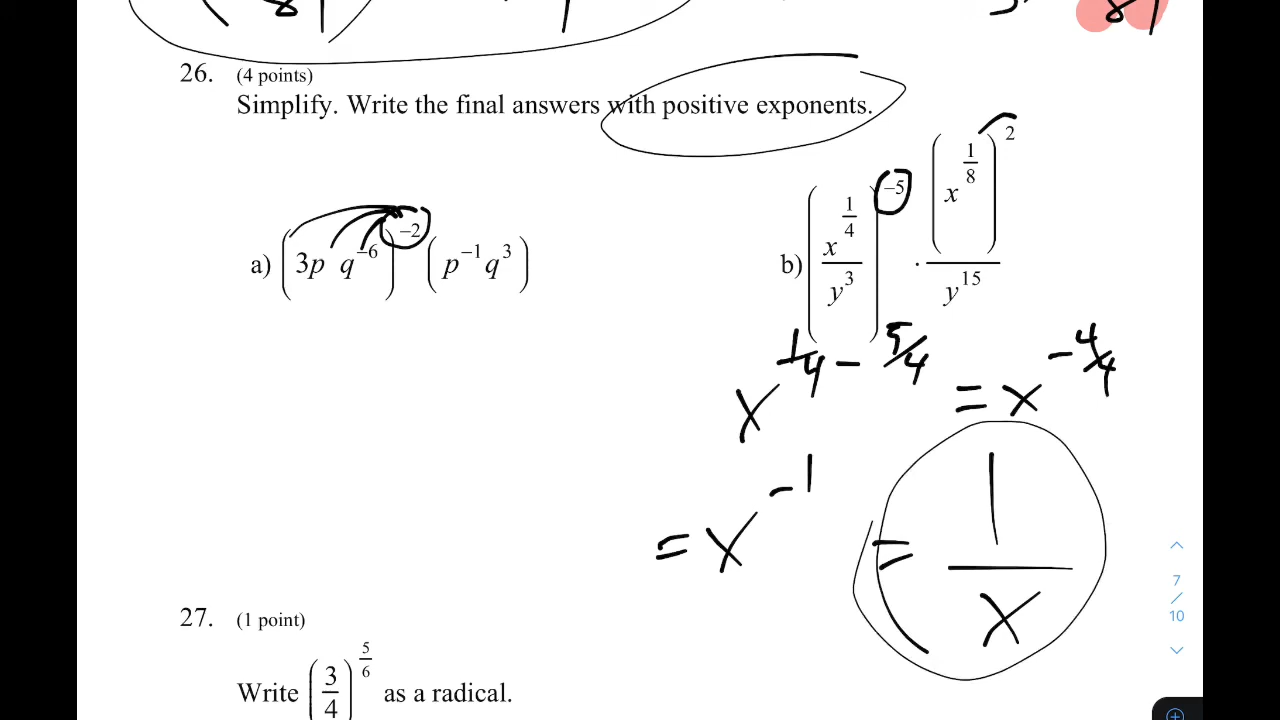 26. (4 points)
Simplify. Write the final answers with positive exponents.
a) (3p q^−6)^−2 (p^−1 q^3)
b) (x^(1/4) / y^3)^−5 · (x^(1/8))^2 / y^15
x^(1/4 − 5/4) = x^(−4/4)
= x^−1 = 1/x
27. (1 point)
Write (3/4)^(5/6) as a radical.
7
/
10